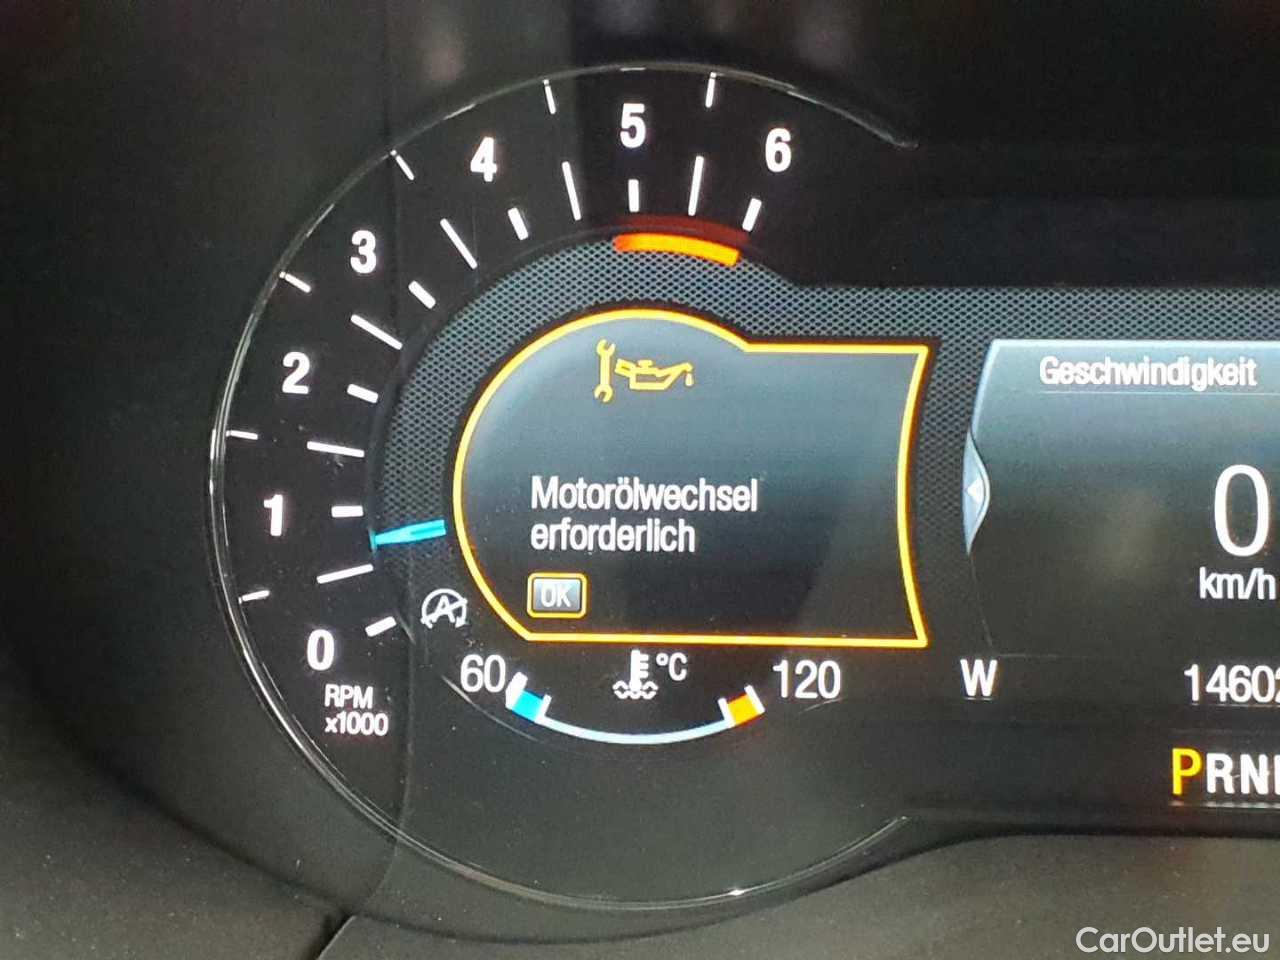 5
6
4
3
2
1
0
RPM
x1000
Geschwindigkeit
0
km/h
Motorölwechsel
erforderlich
OK
A
60 °C 120
W
PRN
CarOutlet.eu